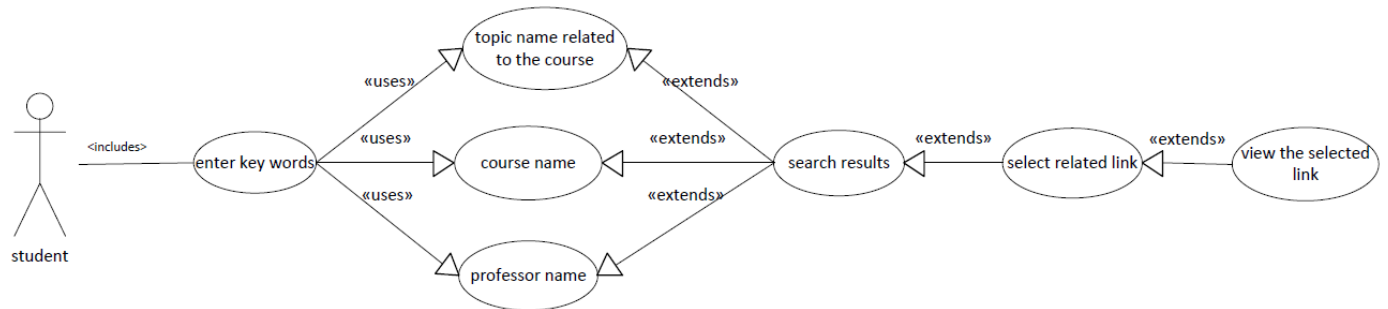 topic name related
to the course
«uses»
«extends»
<includes>
enter key words
«uses»
course name
«extends»
search results
«extends»
select related link
«extends»
view the selected
link
«uses»
«extends»
professor name
student